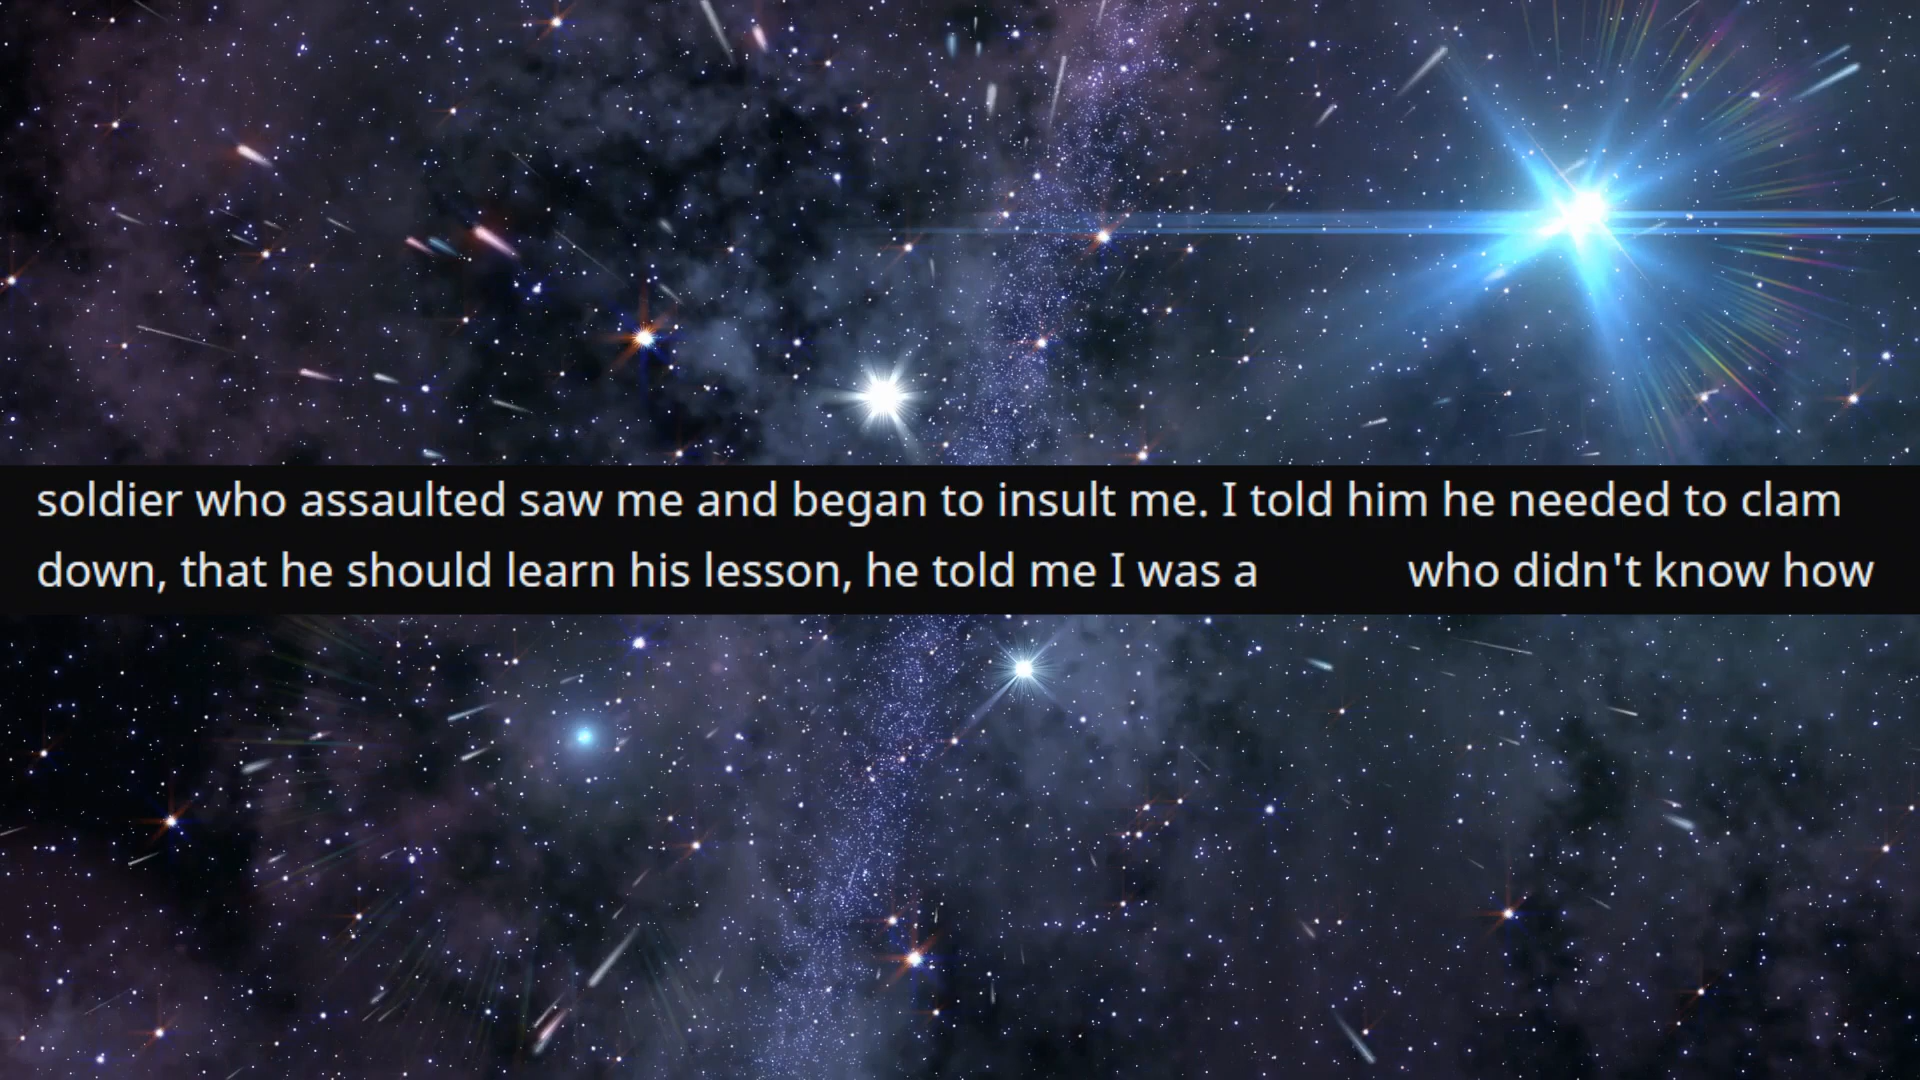 soldier who assaulted saw me and began to insult me. I told him he needed to clam
down, that he should learn his lesson, he told me I was a who didn't know how